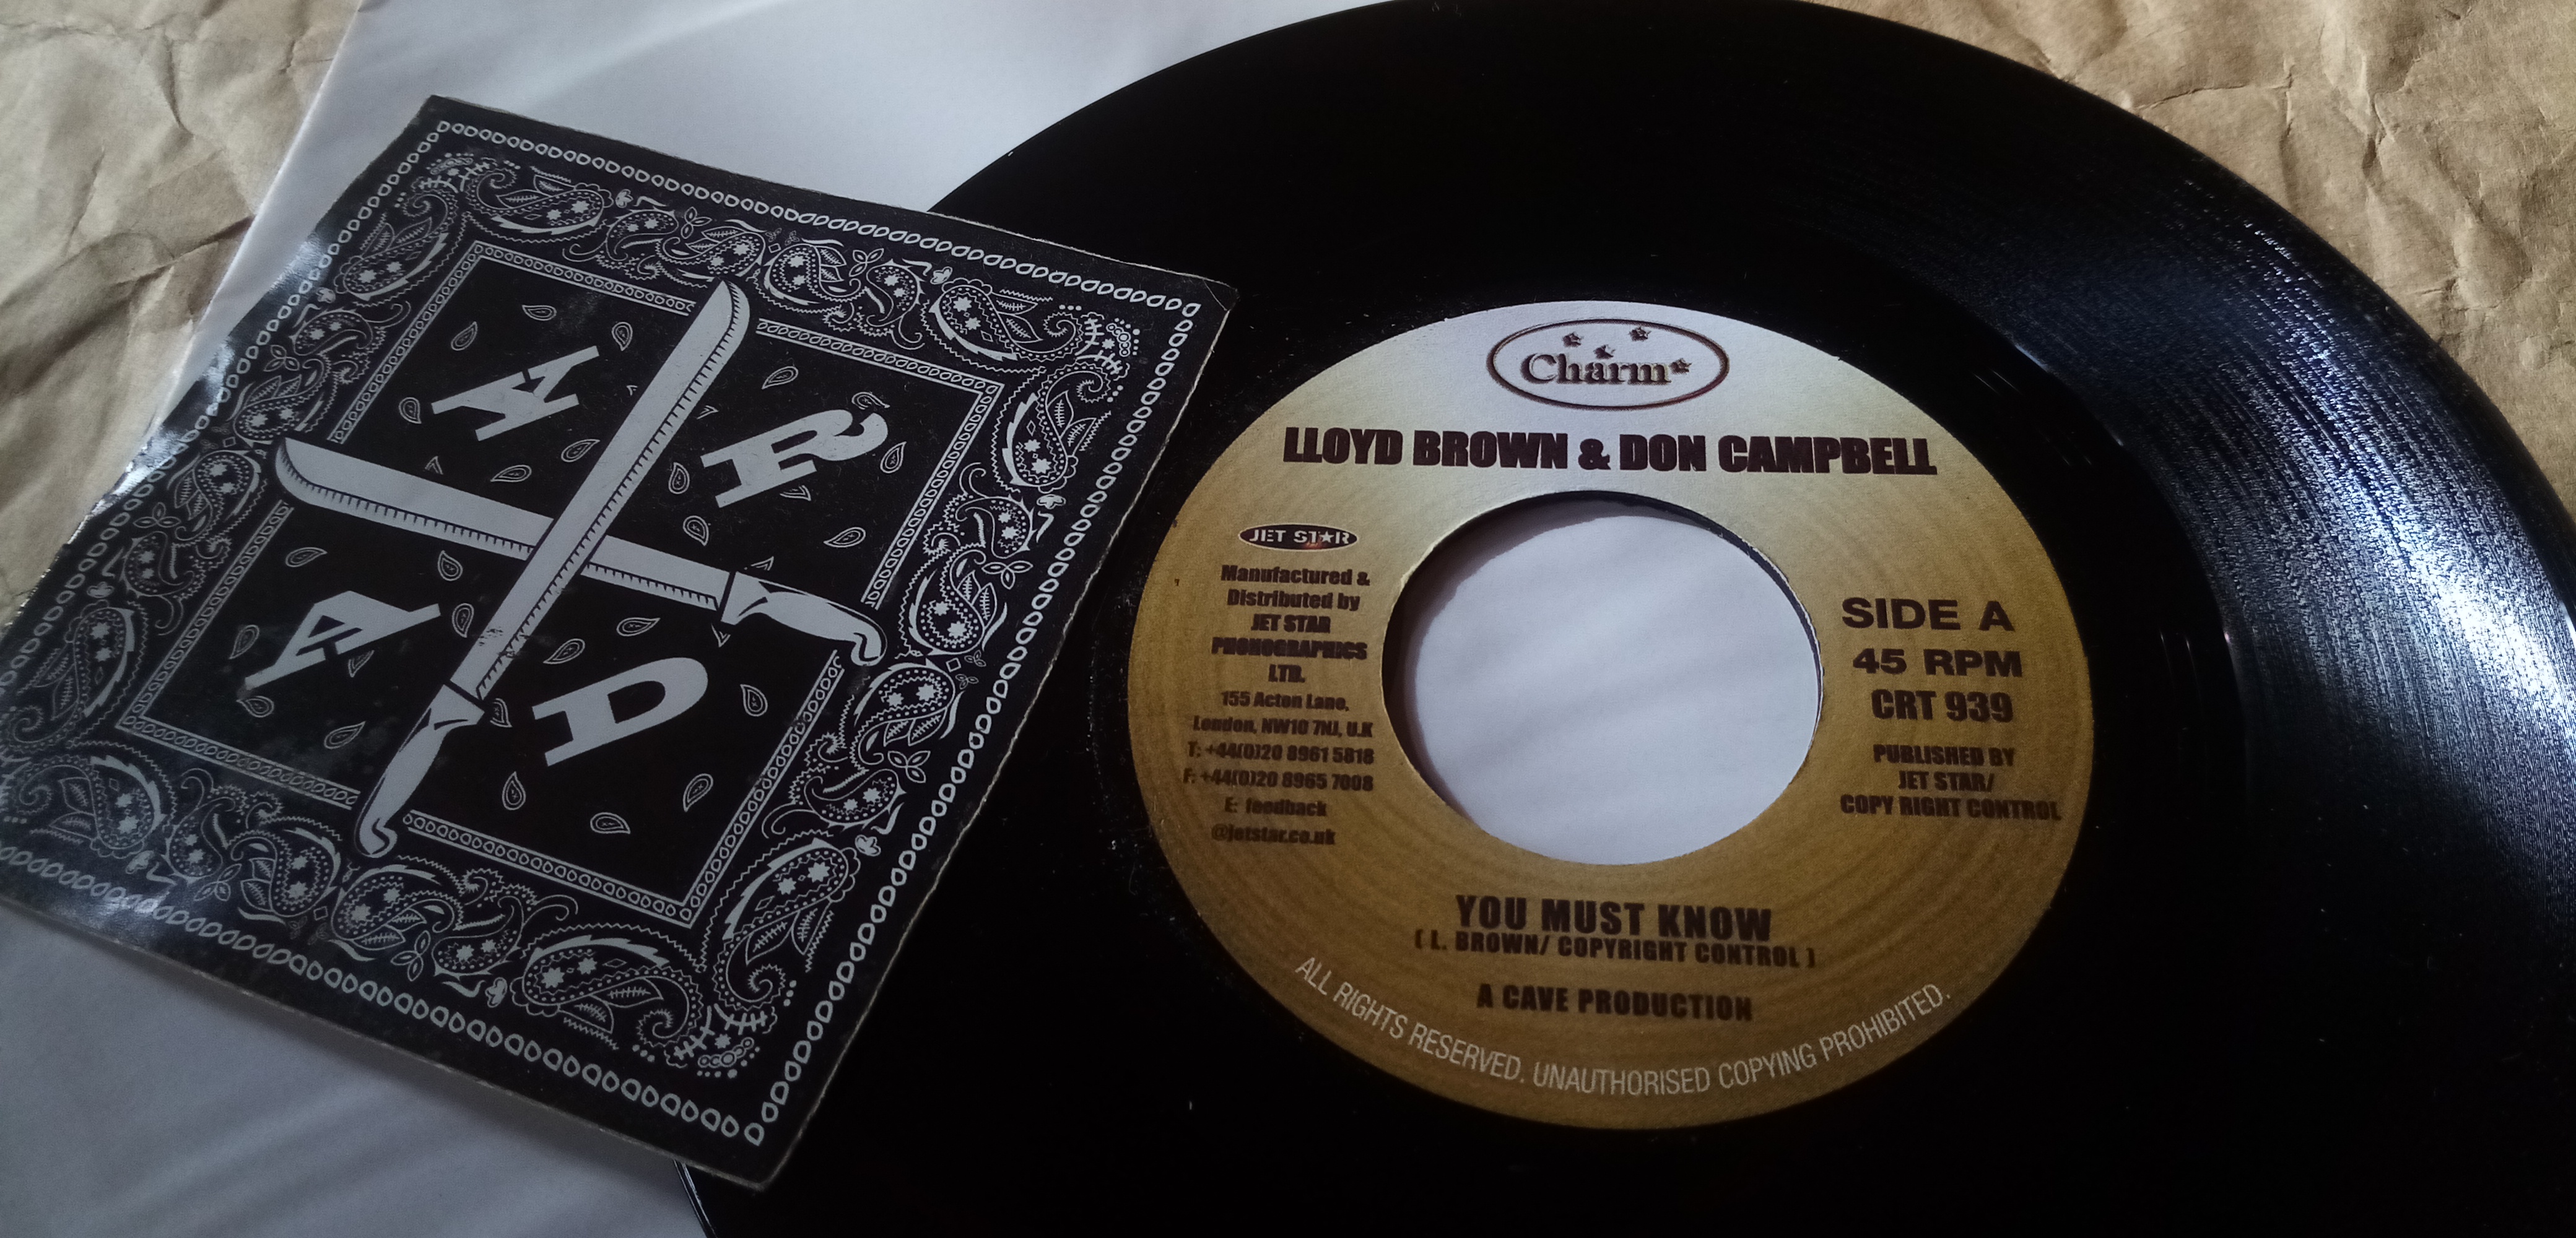 H R
A D
Charm
LLOYD BROWN & DON CAMPBELL
JET STAR
Manufactured &
Distributed by
JET STAR
PHONOGRAPHICS
LTD.
155 Acton Lane,
London, NW10 7NJ, U.K
T: +44(0)20 8961 5818
F: +44(0)20 8965 7008
E: feedback
@jetstar.co.uk
SIDE A
45 RPM
CRT 939
PUBLISHED BY
JET STAR/
COPY RIGHT CONTROL
YOU MUST KNOW
( L. BROWN/ COPYRIGHT CONTROL )
A CAVE PRODUCTION
ALL RIGHTS RESERVED. UNAUTHORISED COPYING PROHIBITED.